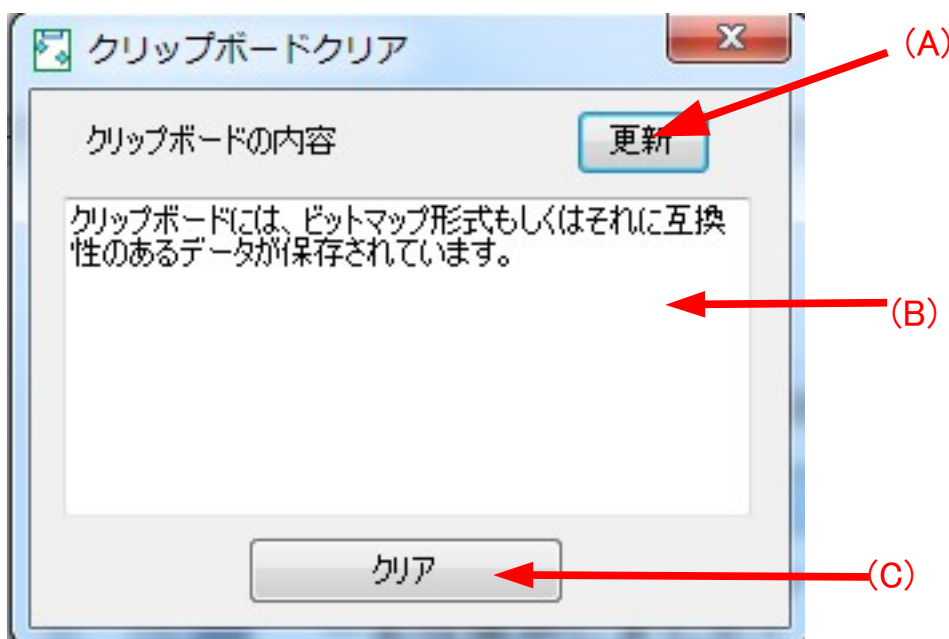 クリップボードクリア
(A)
クリップボードの内容
更新
クリップボードには、ビットマップ形式もしくはそれに互換
性のあるデータが保存されています。
(B)
クリア
(C)